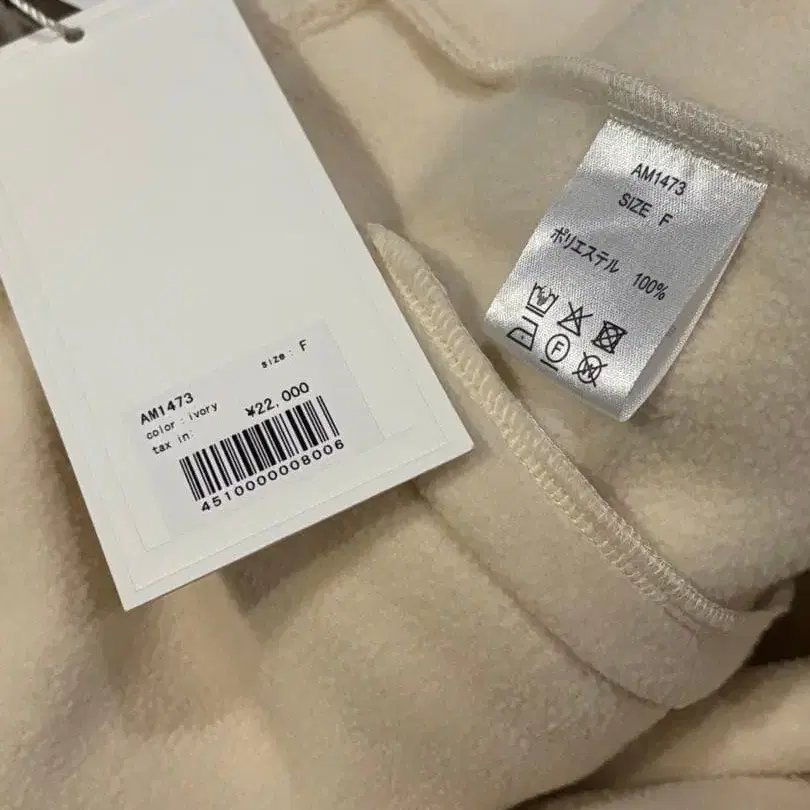 AM1473
size: F
color : ivory
tax in:
¥22,000
4510000008006
AM1473
SIZE F
ポリエステル 100%
F
W